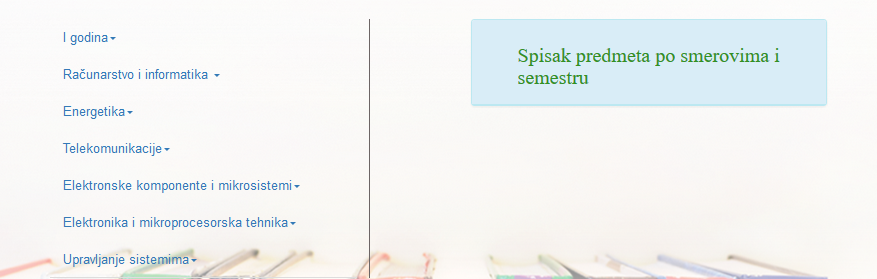 I godina
Računarstvo i informatika
Energetika
Telekomunikacije
Elektronske komponente i mikrosistemi
Elektronika i mikroprocesorska tehnika
Upravljanje sistemima
Spisak predmeta po smerovima i
semestru